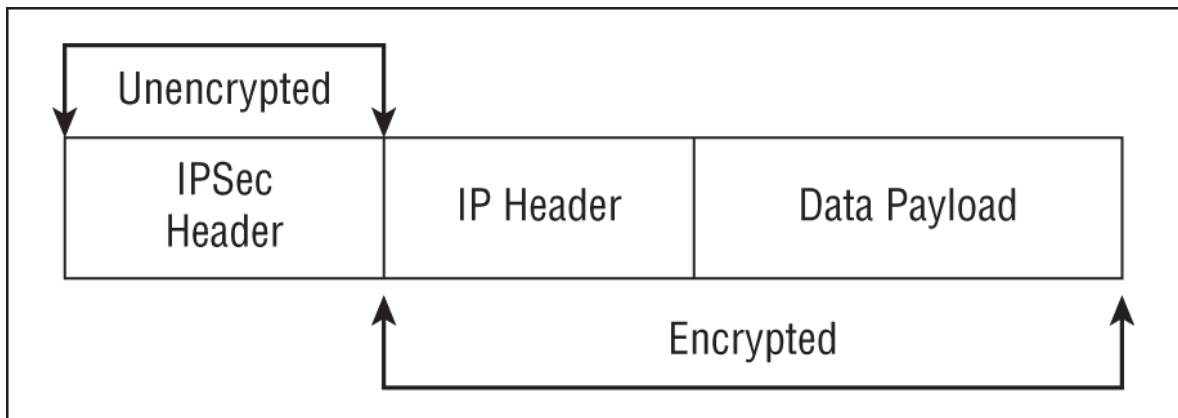 Unencrypted
IPSec
Header
IP Header
Data Payload
Encrypted